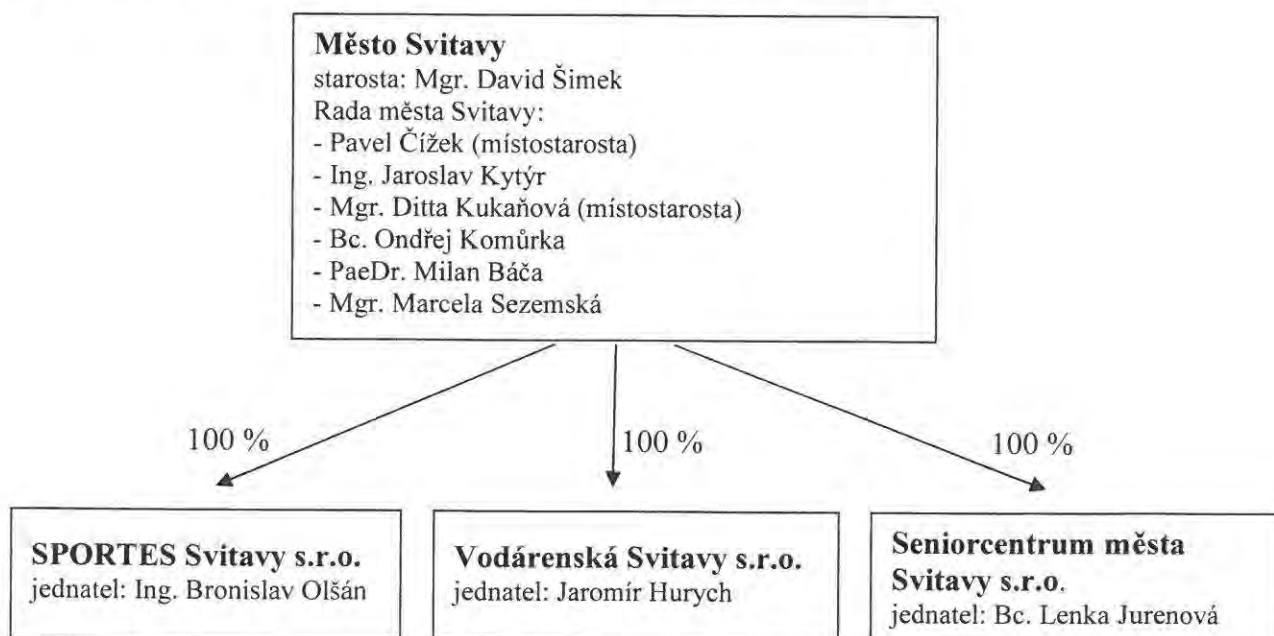 Město Svitavy
starosta: Mgr. David Šimek
Rada města Svitavy:
- Pavel Čížek (místostarosta)
- Ing. Jaroslav Kytýr
- Mgr. Ditta Kukaňová (místostarosta)
- Bc. Ondřej Komůrka
- PaeDr. Milan Báča
- Mgr. Marcela Sezemská
100 %
100 %
100 %
SPORTES Svitavy s.r.o.
jednatel: Ing. Bronislav Olšán
Vodárenská Svitavy s.r.o.
jednatel: Jaromír Hurych
Seniorcentrum města
Svitavy s.r.o.
jednatel: Bc. Lenka Jurenová